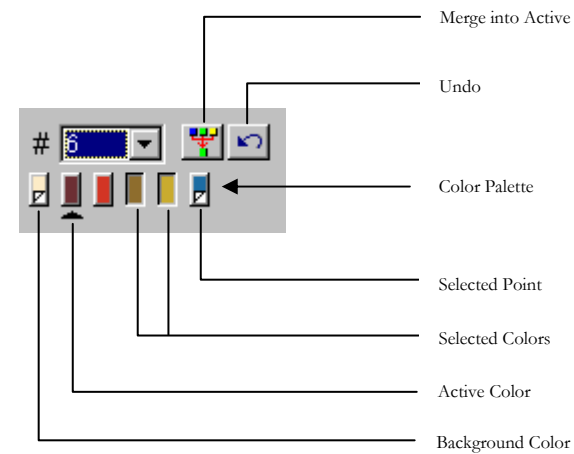 Merge into Active
Undo
# 6
Color Palette
Selected Point
Selected Colors
Active Color
Background Color